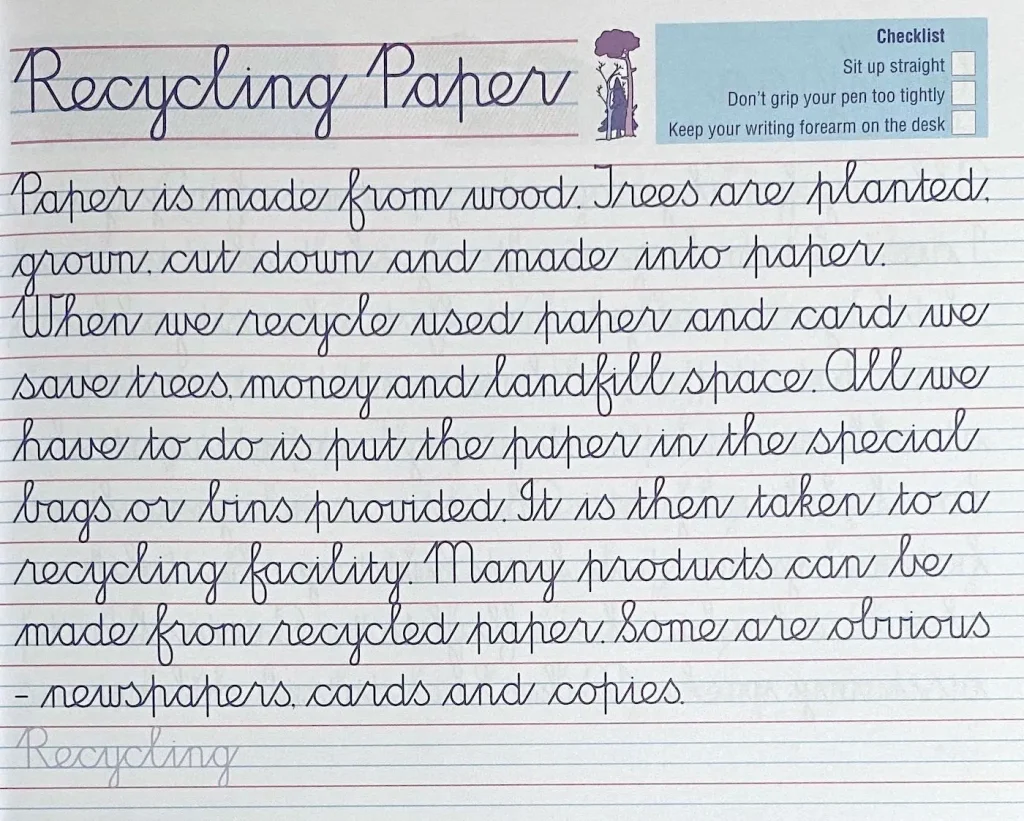 Recycling Paper
Checklist
Sit up straight
Don't grip your pen too tightly
Keep your writing forearm on the desk
Paper is made from wood. Trees are planted,
grown, cut down and made into paper.
When we recycle used paper and card we
save trees, money and landfill space. All we
have to do is put the paper in the special
bags or bins provided. It is then taken to a
recycling facility. Many products can be
made from recycled paper. Some are obvious
- newspapers, cards and copies.
Recycling